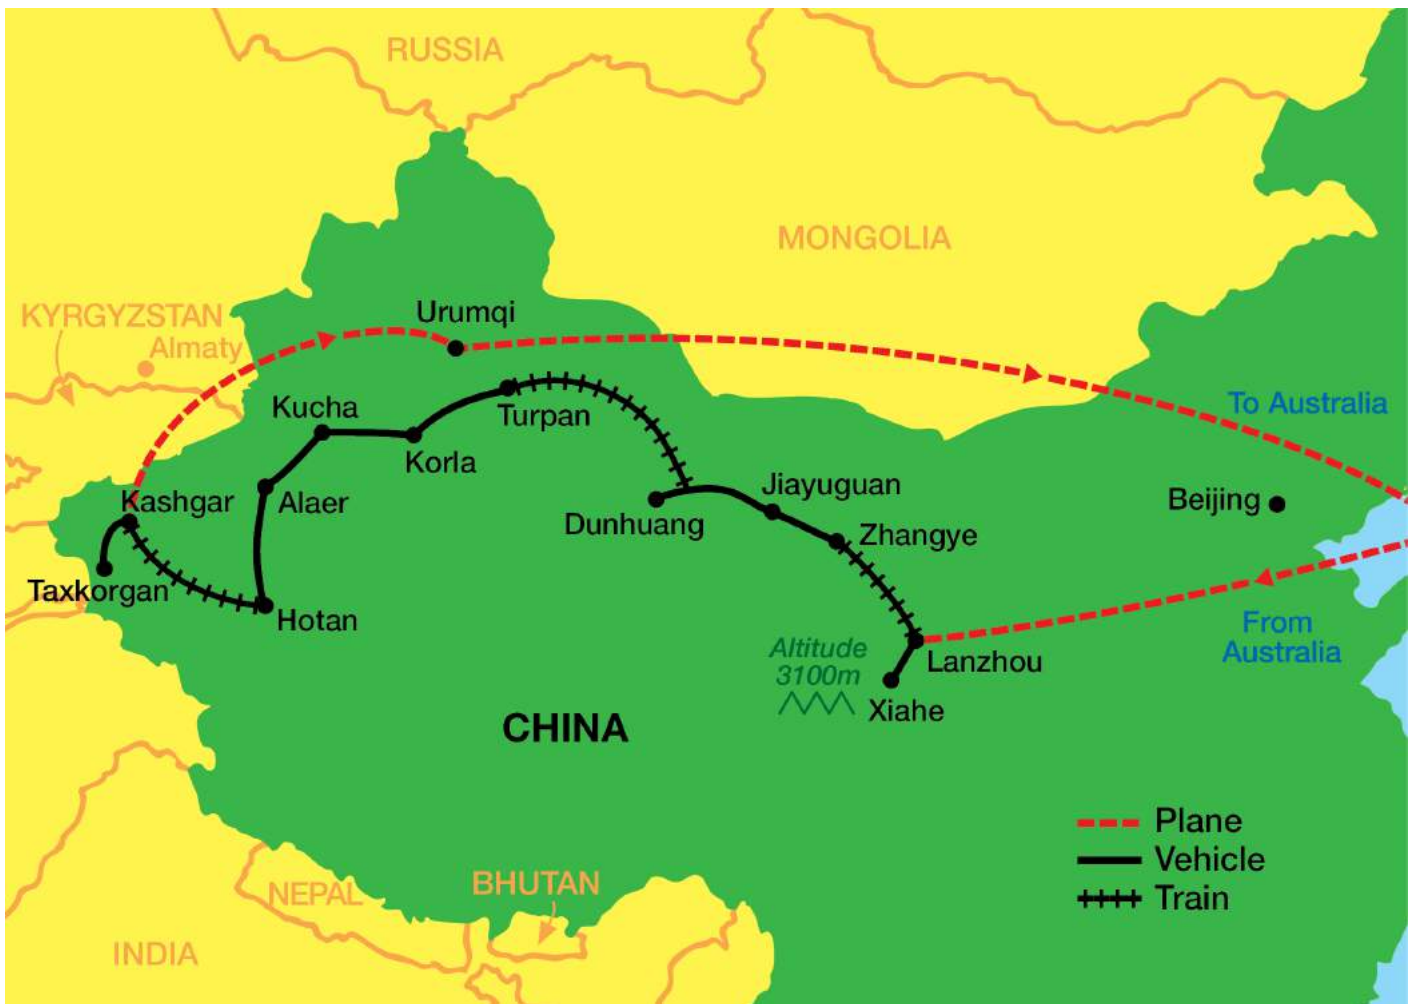 RUSSIA
MONGOLIA
KYRGYZSTAN
Almaty
Urumqi
To Australia
Kucha
Turpan
Korla
Kashgar
Alaer
Jiayuguan
Beijing
Dunhuang
Zhangye
Taxkorgan
Hotan
From
Australia
Altitude
3100m
Lanzhou
Xiahe
CHINA
Plane
Vehicle
Train
NEPAL
BHUTAN
INDIA